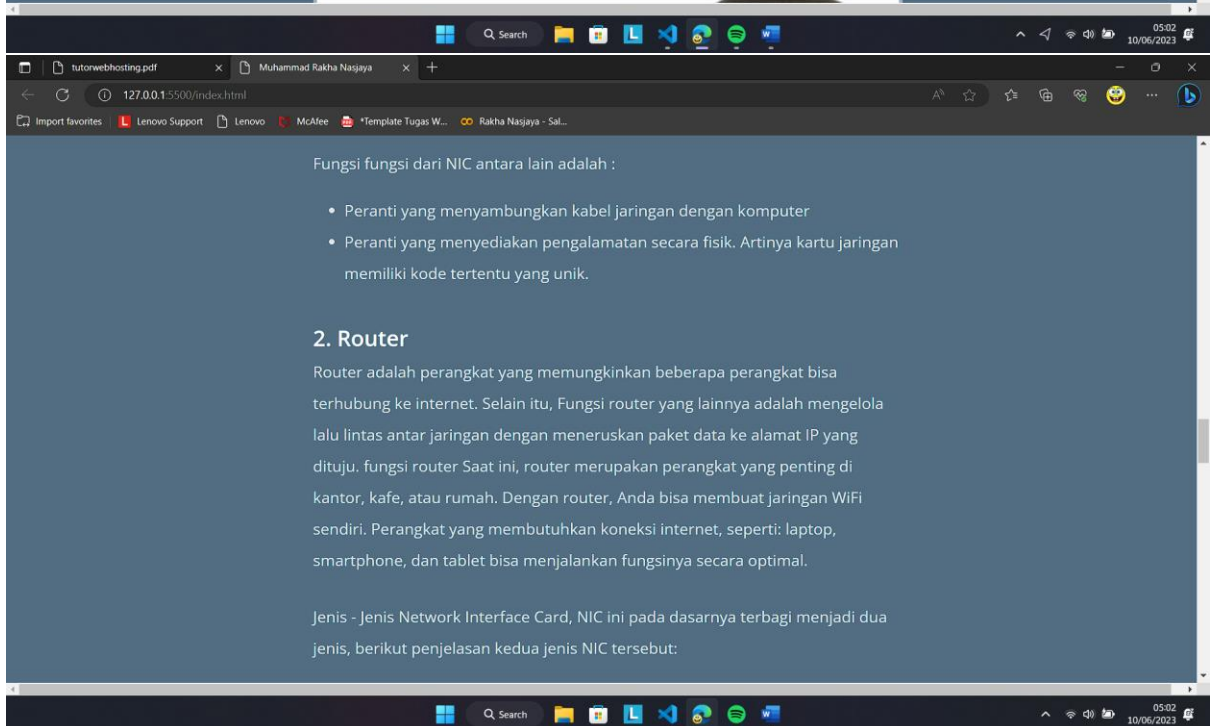 Search
05:02
10/06/2023
tutorwebhosting.pdf
Muhammad Rakha Nasjaya
127.0.0.1:5500/index.html
Import favorites
Lenovo Support
Lenovo
McAfee
*Template Tugas W...
Rakha Nasjaya - Sal...
Fungsi fungsi dari NIC antara lain adalah :
• Peranti yang menyambungkan kabel jaringan dengan komputer
• Peranti yang menyediakan pengalamatan secara fisik. Artinya kartu jaringan
memiliki kode tertentu yang unik.
2. Router
Router adalah perangkat yang memungkinkan beberapa perangkat bisa
terhubung ke internet. Selain itu, Fungsi router yang lainnya adalah mengelola
lalu lintas antar jaringan dengan meneruskan paket data ke alamat IP yang
dituju. fungsi router Saat ini, router merupakan perangkat yang penting di
kantor, kafe, atau rumah. Dengan router, Anda bisa membuat jaringan WiFi
sendiri. Perangkat yang membutuhkan koneksi internet, seperti: laptop,
smartphone, dan tablet bisa menjalankan fungsinya secara optimal.
Jenis - Jenis Network Interface Card, NIC ini pada dasarnya terbagi menjadi dua
jenis, berikut penjelasan kedua jenis NIC tersebut:
Search
05:02
10/06/2023